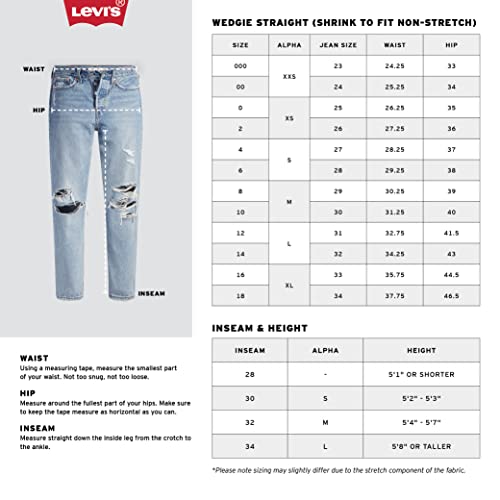 LEVI'S®
WAIST
HIP
INSEAM
WAIST
Using a measuring tape, measure the smallest part
of your waist. Not too snug, not too loose.
HIP
Measure around the fullest part of your hips. Make sure
to keep the tape measure as horizontal as you can.
INSEAM
Measure straight down the inside leg from the crotch to
the ankle.
WEDGIE STRAIGHT (SHRINK TO FIT NON-STRETCH)
SIZE ALPHA JEAN SIZE WAIST HIP
000 XXS 23 24.25 33
00 24 25.25 34
0 XS 25 26.25 35
2 26 27.25 36
4 S 27 28.25 37
6 28 29.25 38
8 M 29 30.25 39
10 30 31.25 40
12 L 31 32.75 41.5
14 32 34.25 43
16 XL 33 35.75 44.5
18 34 37.75 46.5
INSEAM & HEIGHT
INSEAM ALPHA HEIGHT
28 - 5'1" OR SHORTER
30 S 5'2" - 5'3"
32 M 5'4" - 5'7"
34 L 5'8" OR TALLER
*Please note sizing may slightly differ due to the stretch component of the fabric.